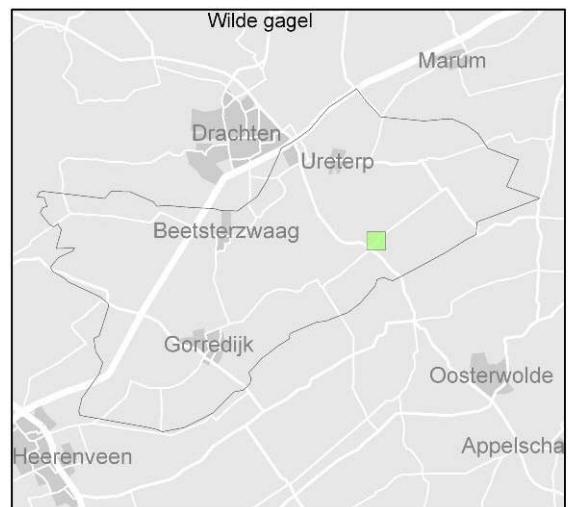 Wilde gagel
Marum
Drachten
Ureterp
Beetsterzwaag
Gorredijk
Oosterwolde
Appelscha
Heerenveen